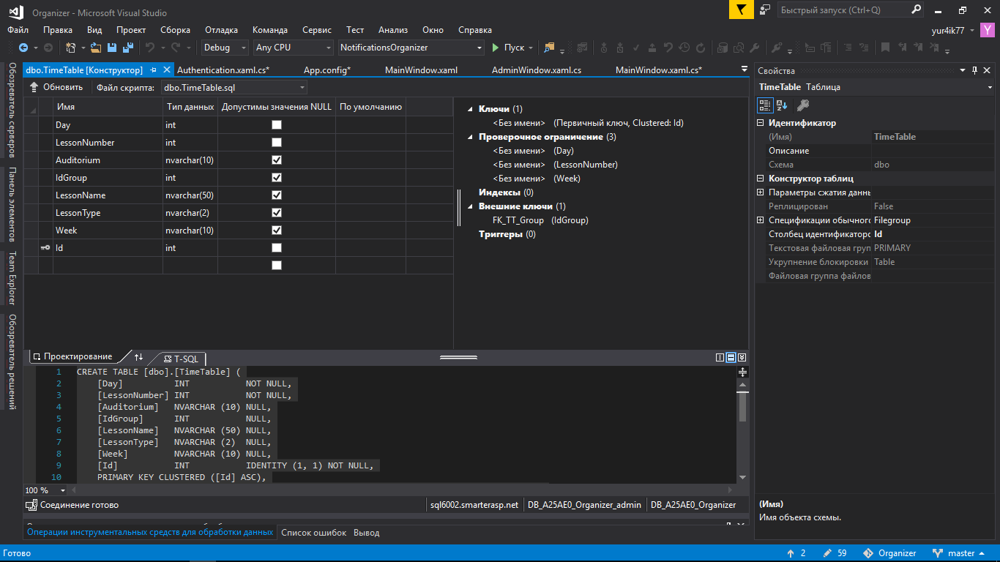 Organizer - Microsoft Visual Studio
Быстрый запуск (Ctrl+Q)
Файл Правка Вид Проект Сборка Отладка Команда Сервис Тест Анализ Окно Справка
yur4ik77 Y
Debug Any CPU NotificationsOrganizer Пуск
dbo.TimeTable [Конструктор] Authentication.xaml.cs* App.config* MainWindow.xaml AdminWindow.xaml.cs MainWindow.xaml.cs*
Обновить Файл скрипта: dbo.TimeTable.sql
Имя Тип данных Допустимы значения NULL По умолчанию
Day int
LessonNumber int
Auditorium nvarchar(10)
IdGroup int
LessonName nvarchar(50)
LessonType nvarchar(2)
Week nvarchar(10)
Id int
Ключи (1)
<Без имени> (Первичный ключ, Clustered: Id)
Проверочное ограничение (3)
<Без имени> (Day)
<Без имени> (LessonNumber)
<Без имени> (Week)
Индексы (0)
Внешние ключи (1)
FK_TT_Group (IdGroup)
Триггеры (0)
Обозреватель серверов
Панель элементов
Team Explorer
Обозреватель решений
Проектирование T-SQL
1 CREATE TABLE [dbo].[TimeTable] (
2 [Day] INT NOT NULL,
3 [LessonNumber] INT NOT NULL,
4 [Auditorium] NVARCHAR (10) NULL,
5 [IdGroup] INT NULL,
6 [LessonName] NVARCHAR (50) NULL,
7 [LessonType] NVARCHAR (2) NULL,
8 [Week] NVARCHAR (10) NULL,
9 [Id] INT IDENTITY (1, 1) NOT NULL,
10 PRIMARY KEY CLUSTERED ([Id] ASC),
100 %
Соединение готово sql6002.smarterasp.net DB_A25AE0_Organizer_admin DB_A25AE0_Organizer
Операции инструментальных средств для обработки данных Список ошибок Вывод
Свойства
TimeTable Таблица
Идентификатор
(Имя) TimeTable
Описание
Схема dbo
Конструктор таблиц
Параметры сжатия данны
Реплицирован False
Спецификации обычного Filegroup
Столбец идентификаторо Id
Текстовая файловая груп PRIMARY
Укрупнение блокировки Table
Файловая группа файлов
(Имя)
Имя объекта схемы.
Готово 2 59 Organizer master